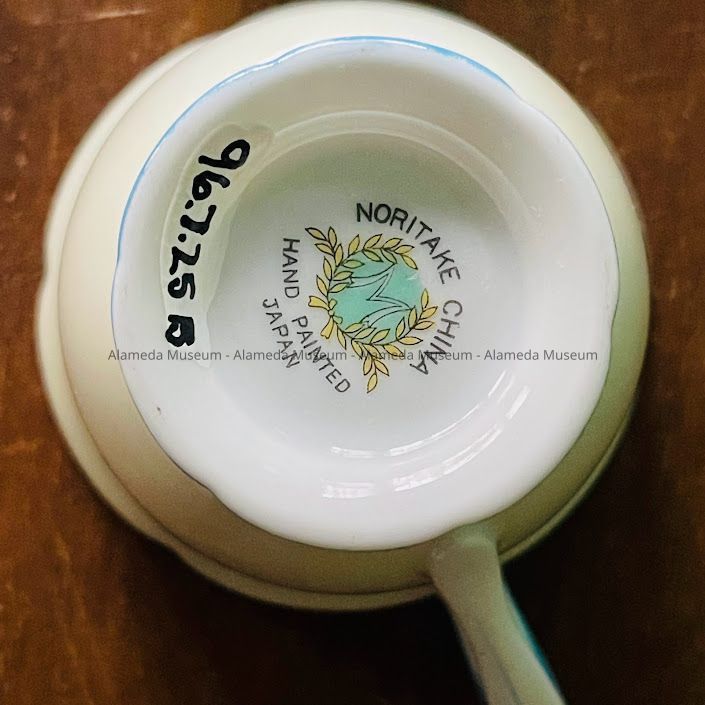 96.7.25 B
NORITAKE CHINA
M
HAND PAINTED
JAPAN
Alameda Museum - Alameda Museum - Alameda Museum - Alameda Museum